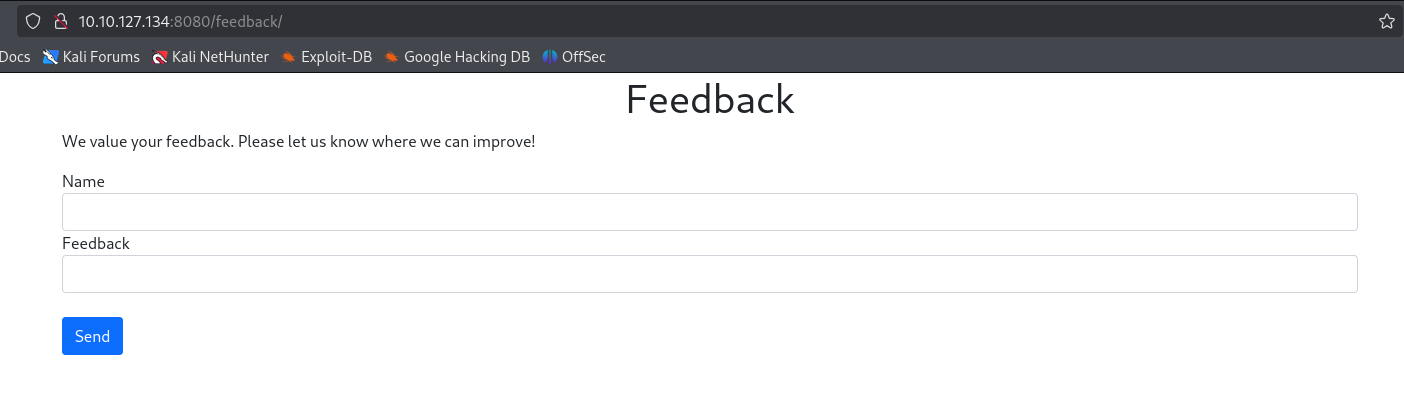 10.10.127.134:8080/feedback/
Docs Kali Forums Kali NetHunter Exploit-DB Google Hacking DB OffSec
Feedback
We value your feedback. Please let us know where we can improve!
Name
Feedback
Send